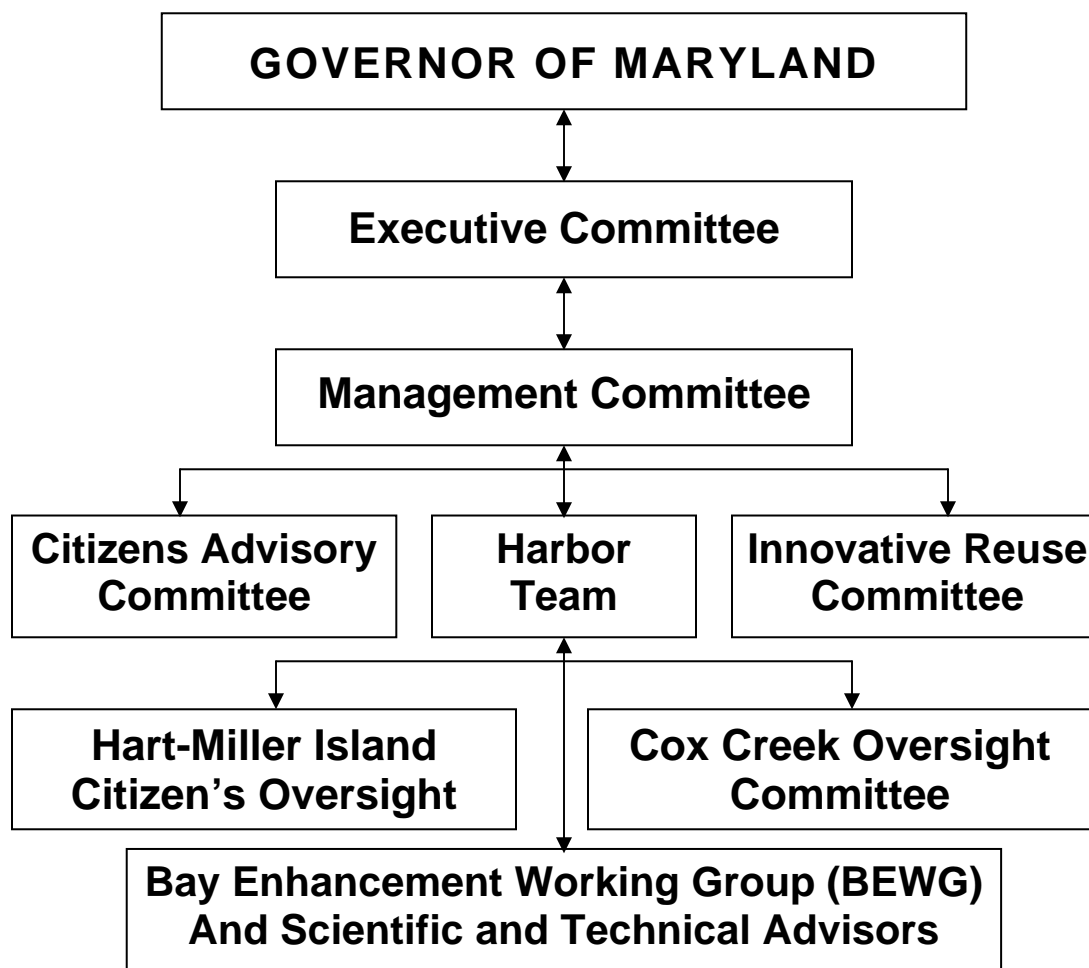 GOVERNOR OF MARYLAND
Executive Committee
Management Committee
Citizens Advisory
Committee
Harbor
Team
Innovative Reuse
Committee
Hart-Miller Island
Citizen’s Oversight
Cox Creek Oversight
Committee
Bay Enhancement Working Group (BEWG)
And Scientific and Technical Advisors